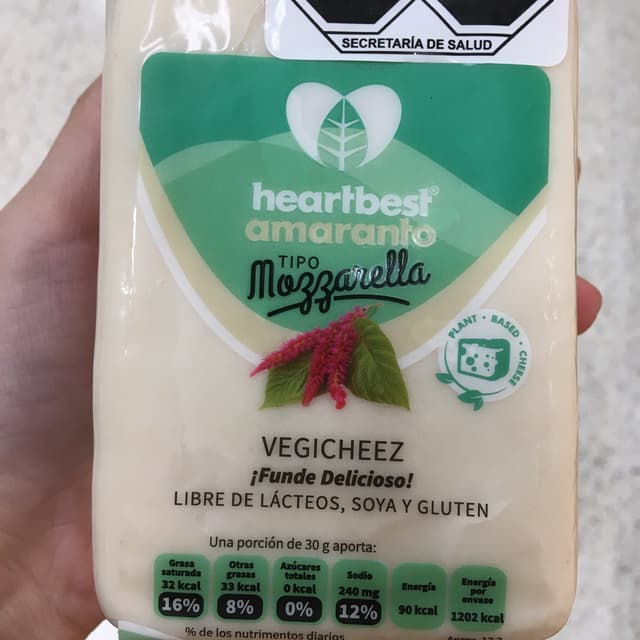 SECRETARÍA DE SALUD
heartbest®
amaranto
TIPO
Mozzarella
PLANT • BASED • CHEESE
VEGICHEEZ
¡Funde Delicioso!
LIBRE DE LÁCTEOS, SOYA Y GLUTEN
Una porción de 30 g aporta:
Grasa saturada 32 kcal 16%
Otras grasas 33 kcal 8%
Azúcares totales 0 kcal 0%
Sodio 240 mg 12%
Energía 90 kcal
Energía por envase 1202 kcal
% de los nutrimentos diarios